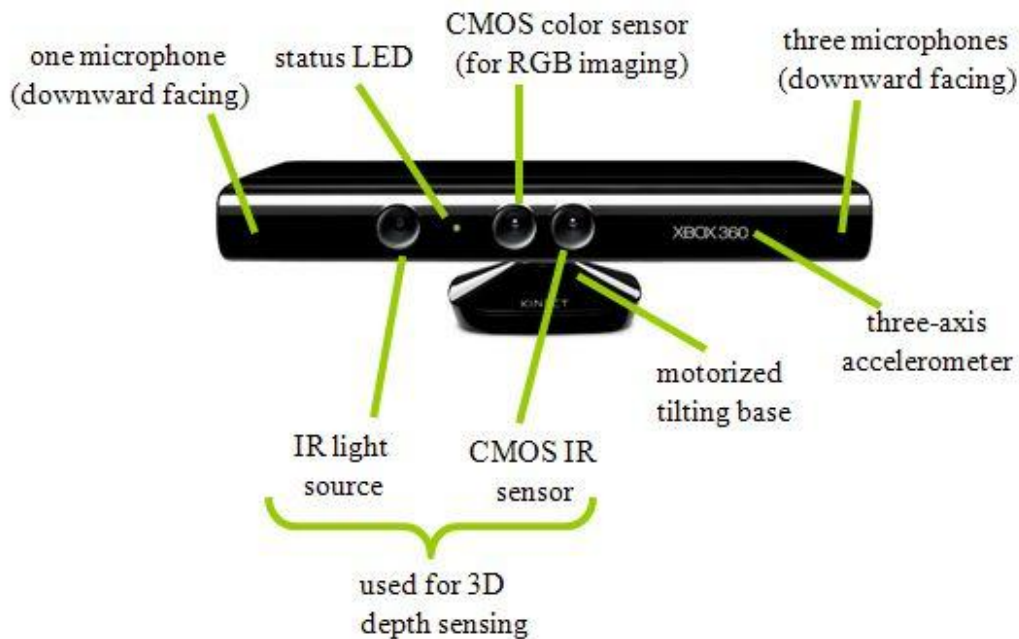 one microphone
(downward facing)
status LED
CMOS color sensor
(for RGB imaging)
three microphones
(downward facing)
XBOX 360
KINECT
three-axis
accelerometer
motorized
tilting base
IR light
source
CMOS IR
sensor
used for 3D
depth sensing